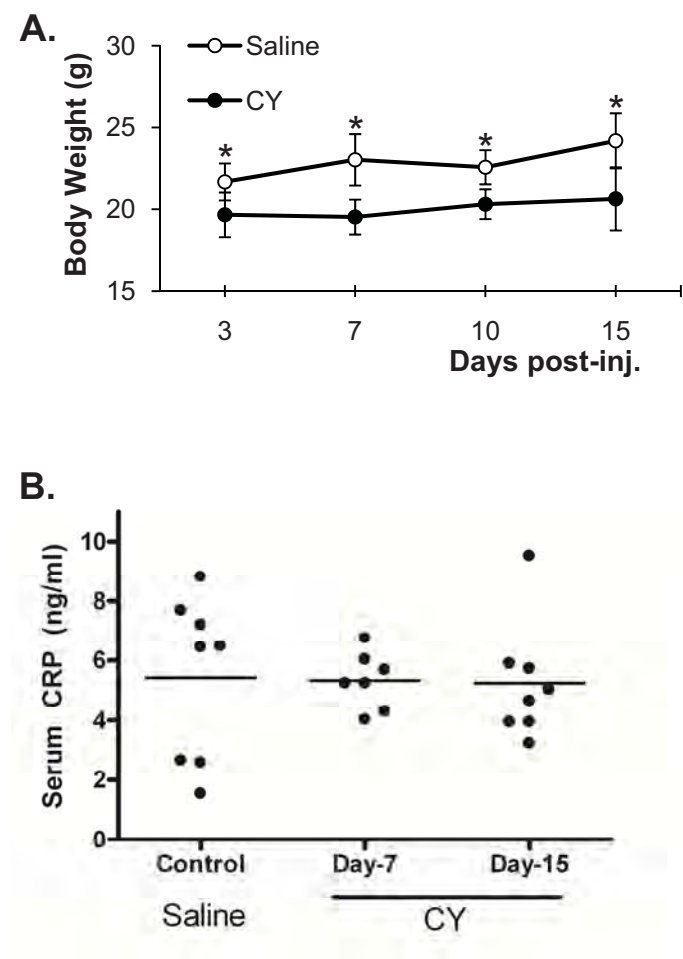 A.
Body Weight (g)
30
25
20
15
Saline
CY
*
*
*
*
3 7 10 15
Days post-inj.
B.
Serum CRP (ng/ml)
10
8
6
4
2
0
Control Day-7 Day-15
Saline CY